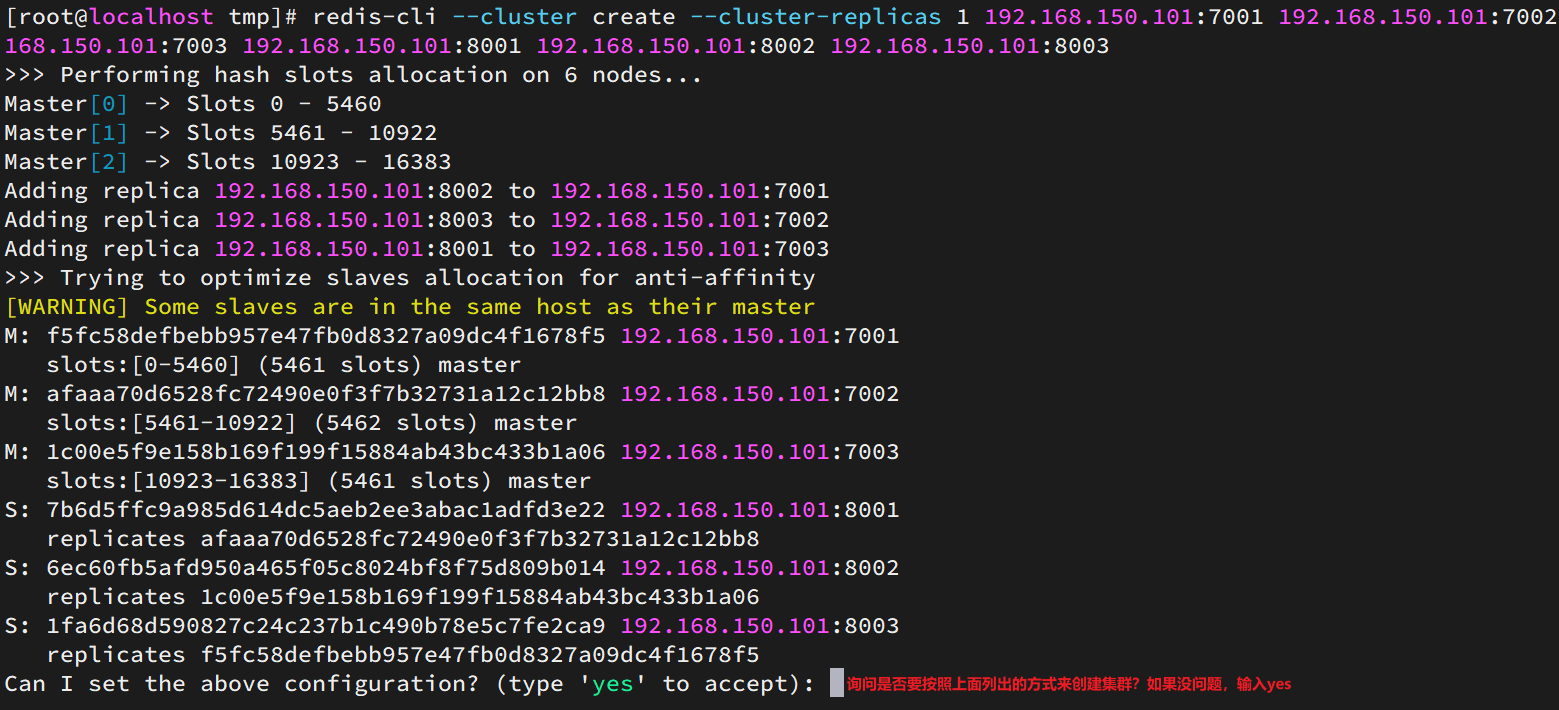 [root@localhost tmp]# redis-cli --cluster create --cluster-replicas 1 192.168.150.101:7001 192.168.150.101:7002
168.150.101:7003 192.168.150.101:8001 192.168.150.101:8002 192.168.150.101:8003
>>> Performing hash slots allocation on 6 nodes...
Master[0] -> Slots 0 - 5460
Master[1] -> Slots 5461 - 10922
Master[2] -> Slots 10923 - 16383
Adding replica 192.168.150.101:8002 to 192.168.150.101:7001
Adding replica 192.168.150.101:8003 to 192.168.150.101:7002
Adding replica 192.168.150.101:8001 to 192.168.150.101:7003
>>> Trying to optimize slaves allocation for anti-affinity
[WARNING] Some slaves are in the same host as their master
M: f5fc58defbebb957e47fb0d8327a09dc4f1678f5 192.168.150.101:7001
   slots:[0-5460] (5461 slots) master
M: afaaa70d6528fc72490e0f3f7b32731a12c12bb8 192.168.150.101:7002
   slots:[5461-10922] (5462 slots) master
M: 1c00e5f9e158b169f199f15884ab43bc433b1a06 192.168.150.101:7003
   slots:[10923-16383] (5461 slots) master
S: 7b6d5ffc9a985d614dc5aeb2ee3abac1adfd3e22 192.168.150.101:8001
   replicates afaaa70d6528fc72490e0f3f7b32731a12c12bb8
S: 6ec60fb5afd950a465f05c8024bf8f75d809b014 192.168.150.101:8002
   replicates 1c00e5f9e158b169f199f15884ab43bc433b1a06
S: 1fa6d68d590827c24c237b1c490b78e5c7fe2ca9 192.168.150.101:8003
   replicates f5fc58defbebb957e47fb0d8327a09dc4f1678f5
Can I set the above configuration? (type 'yes' to accept): 询问是否要按照上面列出的方式来创建集群？如果没问题，输入yes